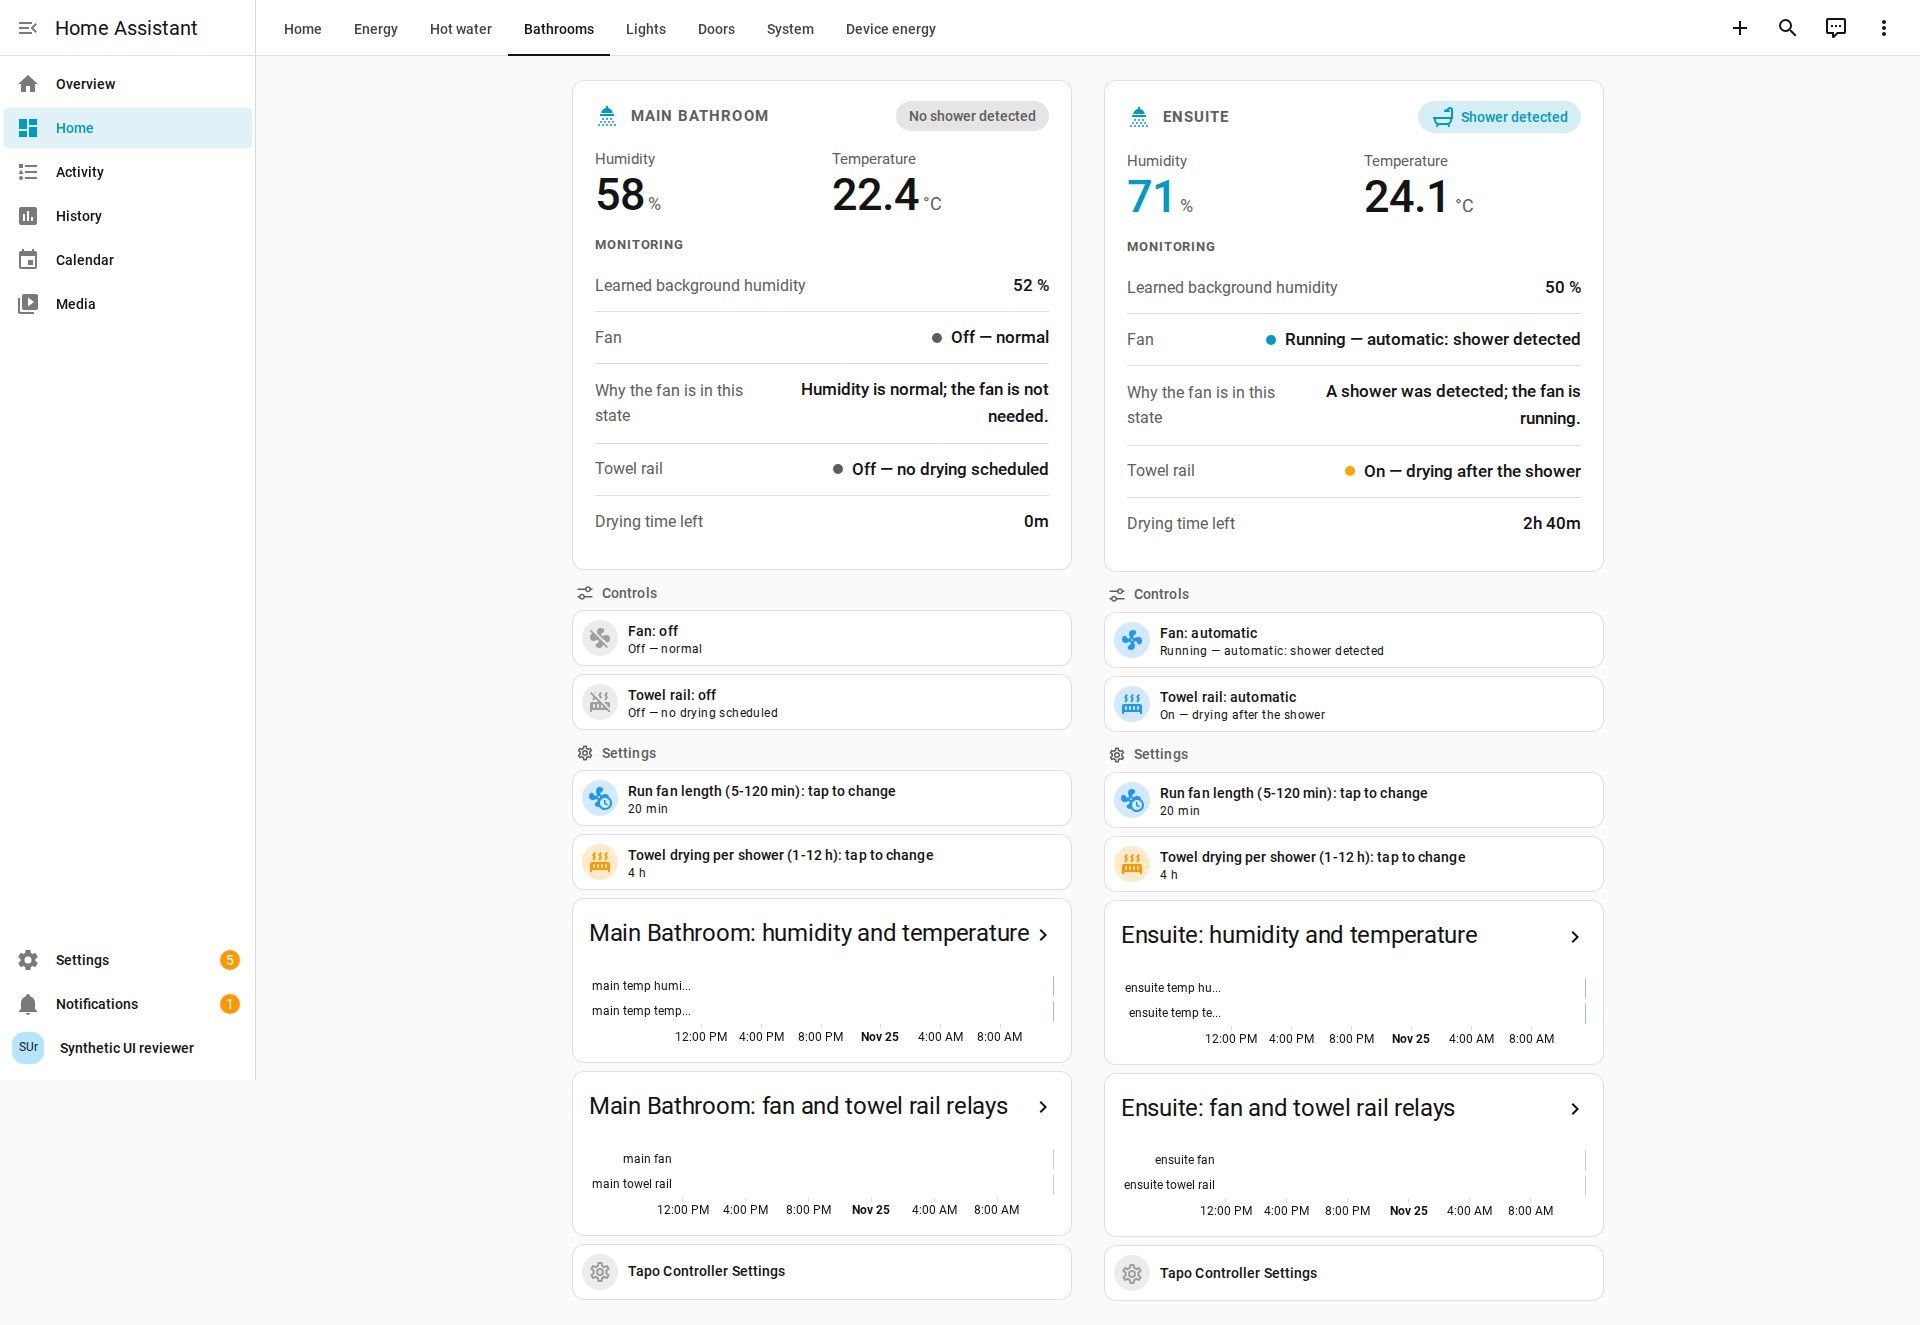 Home Assistant
Home
Energy
Hot water
Bathrooms
Lights
Doors
System
Device energy
Overview
Home
Activity
History
Calendar
Media
Settings
5
Notifications
1
SUr
Synthetic UI reviewer
MAIN BATHROOM
No shower detected
Humidity
Temperature
58 %
22.4 °C
MONITORING
Learned background humidity
52 %
Fan
Off — normal
Why the fan is in this
state
Humidity is normal; the fan is not
needed.
Towel rail
Off — no drying scheduled
Drying time left
0m
Controls
Fan: off
Off — normal
Towel rail: off
Off — no drying scheduled
Settings
Run fan length (5-120 min): tap to change
20 min
Towel drying per shower (1-12 h): tap to change
4 h
Main Bathroom: humidity and temperature
main temp humi...
main temp temp...
12:00 PM 4:00 PM 8:00 PM Nov 25 4:00 AM 8:00 AM
Main Bathroom: fan and towel rail relays
main fan
main towel rail
12:00 PM 4:00 PM 8:00 PM Nov 25 4:00 AM 8:00 AM
Tapo Controller Settings
ENSUITE
Shower detected
Humidity
Temperature
71 %
24.1 °C
MONITORING
Learned background humidity
50 %
Fan
Running — automatic: shower detected
Why the fan is in this
state
A shower was detected; the fan is
running.
Towel rail
On — drying after the shower
Drying time left
2h 40m
Controls
Fan: automatic
Running — automatic: shower detected
Towel rail: automatic
On — drying after the shower
Settings
Run fan length (5-120 min): tap to change
20 min
Towel drying per shower (1-12 h): tap to change
4 h
Ensuite: humidity and temperature
ensuite temp hu...
ensuite temp te...
12:00 PM 4:00 PM 8:00 PM Nov 25 4:00 AM 8:00 AM
Ensuite: fan and towel rail relays
ensuite fan
ensuite towel rail
12:00 PM 4:00 PM 8:00 PM Nov 25 4:00 AM 8:00 AM
Tapo Controller Settings